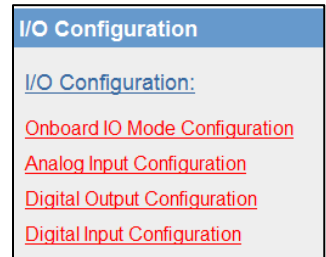 I/O Configuration
I/O Configuration:
Onboard IO Mode Configuration
Analog Input Configuration
Digital Output Configuration
Digital Input Configuration